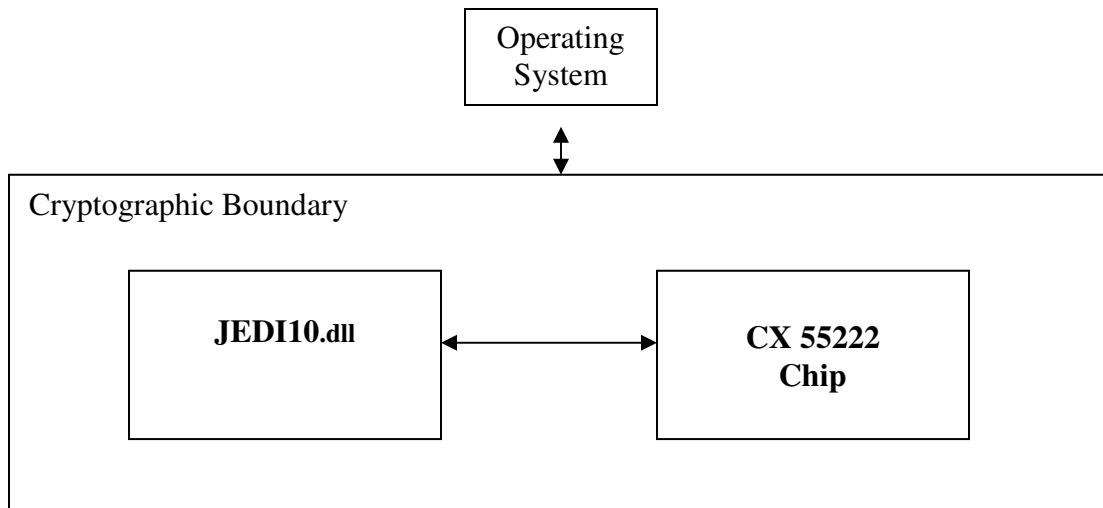 Operating
System
Cryptographic Boundary
JEDI10.dll
CX 55222
Chip